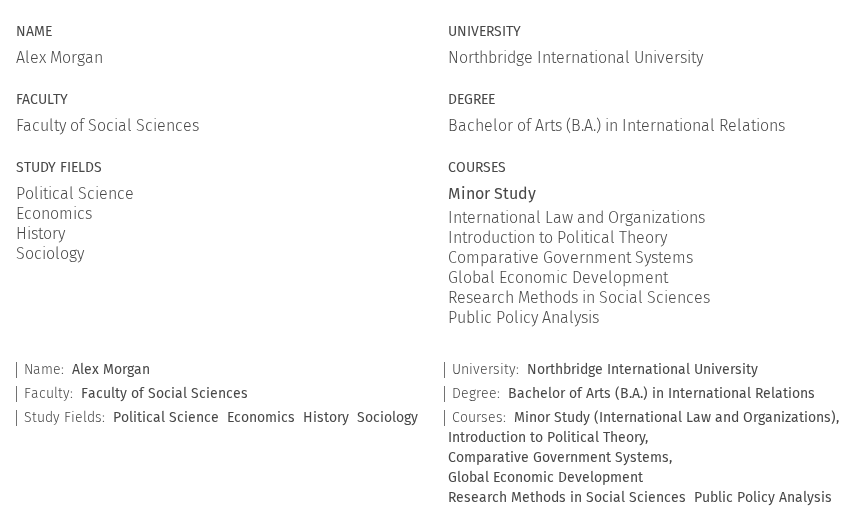 NAME
Alex Morgan
FACULTY
Faculty of Social Sciences
STUDY FIELDS
Political Science
Economics
History
Sociology
UNIVERSITY
Northbridge International University
DEGREE
Bachelor of Arts (B.A.) in International Relations
COURSES
Minor Study
International Law and Organizations
Introduction to Political Theory
Comparative Government Systems
Global Economic Development
Research Methods in Social Sciences
Public Policy Analysis
Name: Alex Morgan
Faculty: Faculty of Social Sciences
Study Fields: Political Science Economics History Sociology
University: Northbridge International University
Degree: Bachelor of Arts (B.A.) in International Relations
Courses: Minor Study (International Law and Organizations),
Introduction to Political Theory,
Comparative Government Systems,
Global Economic Development
Research Methods in Social Sciences Public Policy Analysis